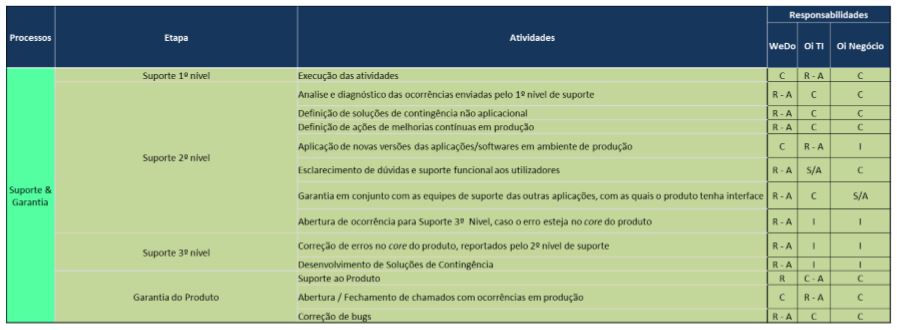 Responsabilidades
Processos Etapa Atividades WeDo Oi TI Oi Negócio
Suporte & Garantia
Suporte 1º nível Execução das atividades C R - A C
Suporte 2º nível
Analise e diagnóstico das ocorrências enviadas pelo 1º nivel de suporte R - A C C
Definição de soluções de contingência não aplicacional R - A C C
Definição de ações de melhorias contínuas em produção R - A C C
Aplicação de novas versões das aplicações/softwares em ambiente de produção C R - A I
Esclarecimento de dúvidas e suporte funcional aos utilizadores R - A S/A C
Garantia em conjunto com as equipes de suporte das outras aplicações, com as quais o produto tenha interface R - A C S/A
Abertura de ocorrência para Suporte 3º Nivel, caso o erro esteja no core do produto R - A I I
Suporte 3º nível
Correção de erros no core do produto, reportados pelo 2º nível de suporte R - A I I
Desenvolvimento de Soluções de Contingência R - A I I
Garantia do Produto
Suporte ao Produto R C - A C
Abertura / Fechamento de chamados com ocorrências em produção C R - A C
Correção de bugs R - A C C